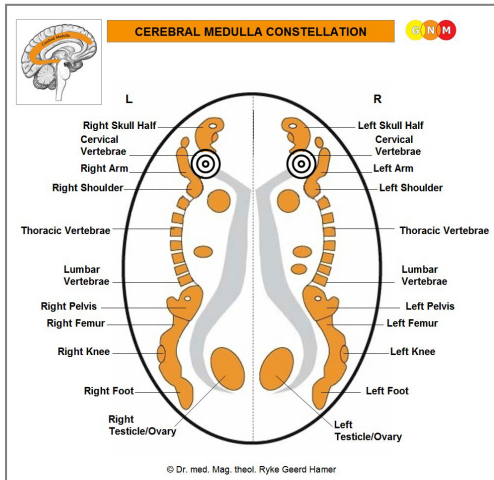 CEREBRAL MEDULLA CONSTELLATION
GNM
Cerebral Medulla
L
R
Right Skull Half
Left Skull Half
Cervical
Vertebrae
Cervical
Vertebrae
Right Arm
Left Arm
Right Shoulder
Left Shoulder
Thoracic Vertebrae
Thoracic Vertebrae
Lumbar
Vertebrae
Lumbar
Vertebrae
Right Pelvis
Left Pelvis
Right Femur
Left Femur
Right Knee
Left Knee
Right Foot
Left Foot
Right
Testicle/Ovary
Left
Testicle/Ovary
© Dr. med. Mag. theol. Ryke Geerd Hamer